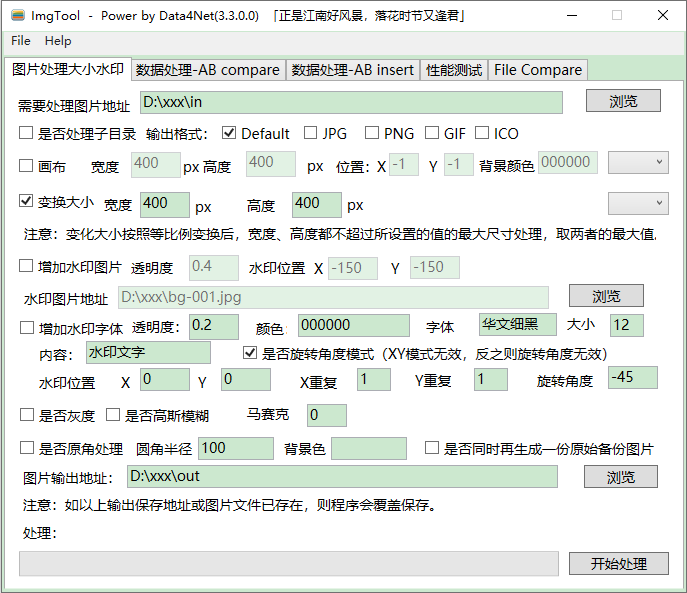 ImgTool - Power by Data4Net(3.3.0.0) 「正是江南好风景，落花时节又逢君」
File Help
图片处理大小水印 数据处理-AB compare 数据处理-AB insert 性能测试 File Compare
需要处理图片地址 D:\xxx\in 浏览
是否处理子目录 输出格式： Default JPG PNG GIF ICO
画布 宽度 400 px 高度 400 px 位置：X -1 Y -1 背景颜色 000000
变换大小 宽度 400 px 高度 400 px
注意：变化大小按照等比例变换后，宽度、高度都不超过所设置的值的最大尺寸处理，取两者的最大值.
增加水印图片 透明度 0.4 水印位置 X -150 Y -150
水印图片地址 D:\xxx\bg-001.jpg 浏览
增加水印字体 透明度： 0.2 颜色: 000000 字体 华文细黑 大小 12
内容： 水印文字 是否旋转角度模式（XY模式无效，反之则旋转角度无效）
水印位置 X 0 Y 0 X重复 1 Y重复 1 旋转角度 -45
是否灰度 是否高斯模糊 马赛克 0
是否原角处理 圆角半径 100 背景色 是否同时再生成一份原始备份图片
图片输出地址： D:\xxx\out 浏览
注意：如以上输出保存地址或图片文件已存在，则程序会覆盖保存。
处理：
开始处理